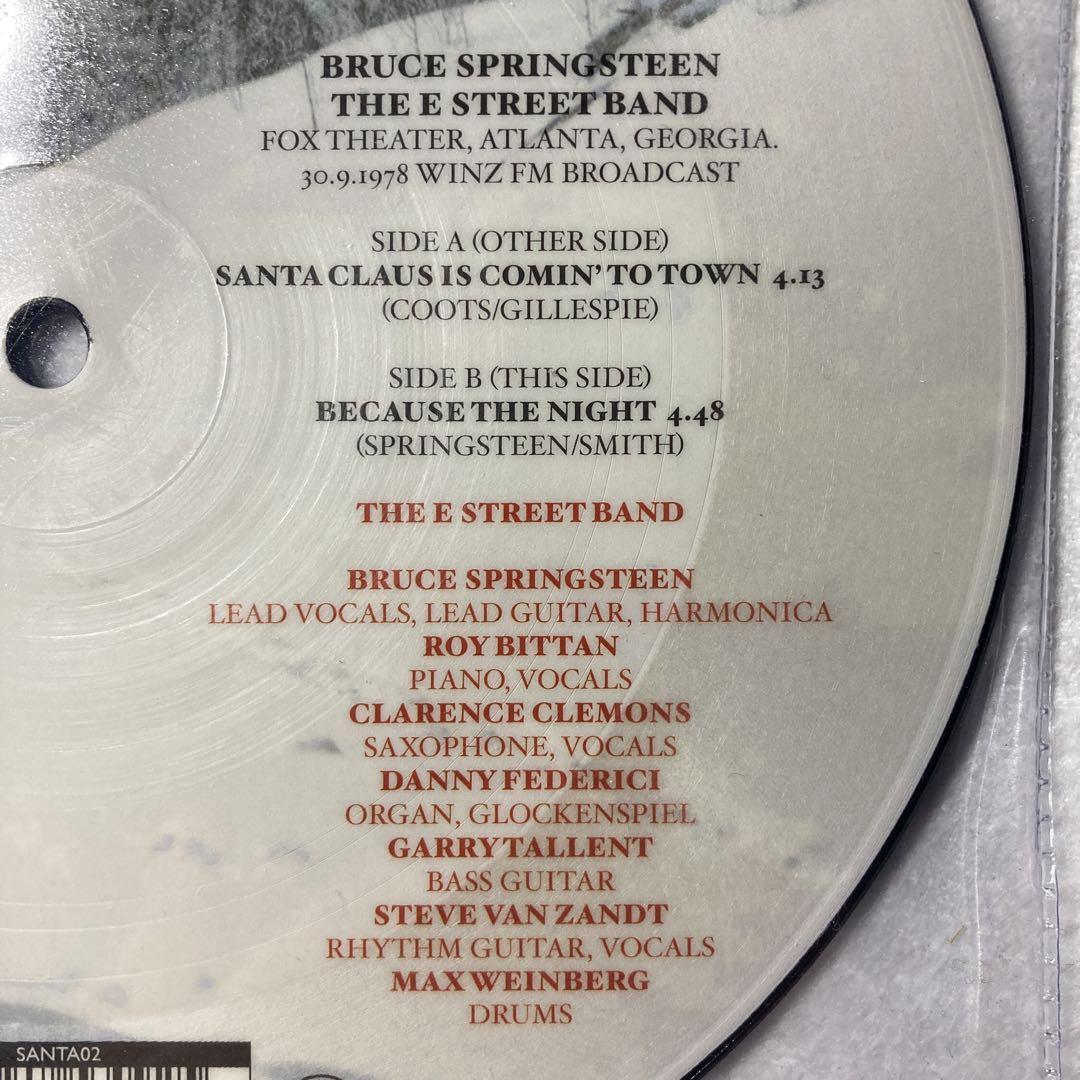 BRUCE SPRINGSTEEN
THE E STREET BAND
FOX THEATER, ATLANTA, GEORGIA.
30.9.1978 WINZ FM BROADCAST
SIDE A (OTHER SIDE)
SANTA CLAUS IS COMIN' TO TOWN 4.13
(COOTS/GILLESPIE)
SIDE B (THIS SIDE)
BECAUSE THE NIGHT 4.48
(SPRINGSTEEN/SMITH)
THE E STREET BAND
BRUCE SPRINGSTEEN
LEAD VOCALS, LEAD GUITAR, HARMONICA
ROY BITTAN
PIANO, VOCALS
CLARENCE CLEMONS
SAXOPHONE, VOCALS
DANNY FEDERICI
ORGAN, GLOCKENSPIEL
GARRY TALLENT
BASS GUITAR
STEVE VAN ZANDT
RHYTHM GUITAR, VOCALS
MAX WEINBERG
DRUMS
SANTA02